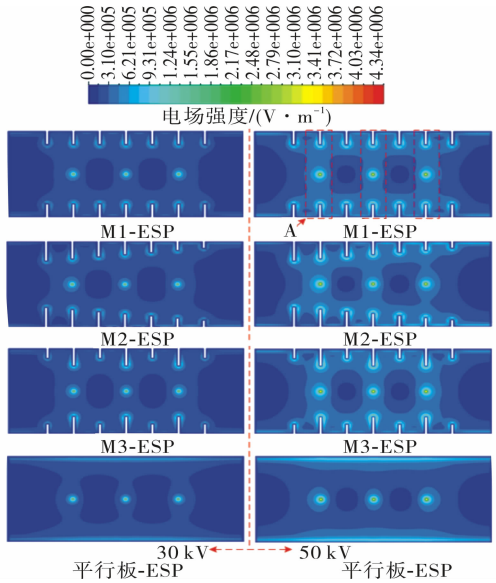 0.00e+000 3.10e+005 6.21e+005 9.31e+005 1.24e+006 1.55e+006 1.86e+006 2.17e+006 2.48e+006 2.79e+006 3.10e+006 3.41e+006 3.72e+006 4.03e+006 4.34e+006
电场强度/(V·m⁻¹)
A
M1-ESP M1-ESP
M2-ESP M2-ESP
M3-ESP M3-ESP
30 kV 50 kV
平行板-ESP 平行板-ESP